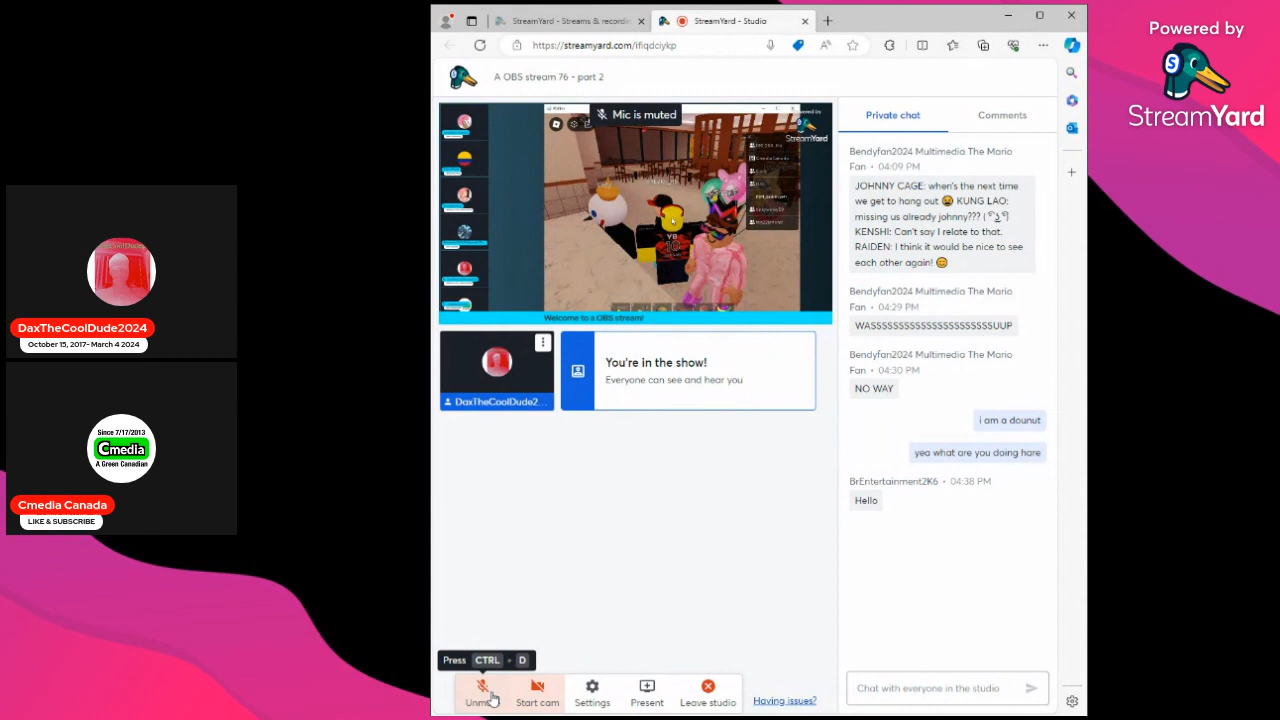 Powered by
StreamYard
StreamYard - Streams & recordin
StreamYard - Studio
https://streamyard.com/ifiqdciykp
A OBS stream 76 - part 2
Mic is muted
StreamYard
YB
10
Welcome to a OBS stream!
DaxTheCoolDude2...
You're in the show!
Everyone can see and hear you
Private chat
Comments
Bendyfan2024 Multimedia The Mario
Fan • 04:09 PM
JOHNNY CAGE: when's the next time
we get to hang out 😫 KUNG LAO:
missing us already johnny??? ( ͡° ͜ʖ ͡°)
KENSHI: Can't say I relate to that.
RAIDEN: I think it would be nice to see
each other again! 😊
Bendyfan2024 Multimedia The Mario
Fan • 04:29 PM
WASSSSSSSSSSSSSSSSSSSSSSSUUP
Bendyfan2024 Multimedia The Mario
Fan • 04:30 PM
NO WAY
i am a dounut
yea what are you doing hare
BrEntertainment2K6 • 04:38 PM
Hello
Chat with everyone in the studio
DaxTheCoolDude2024
October 15, 2017- March 4 2024
Since 7/17/2013
Cmedia
A Green Canadian
Cmedia Canada
LIKE & SUBSCRIBE
Press CTRL + D
Start cam
Settings
Present
Leave studio
Having issues?